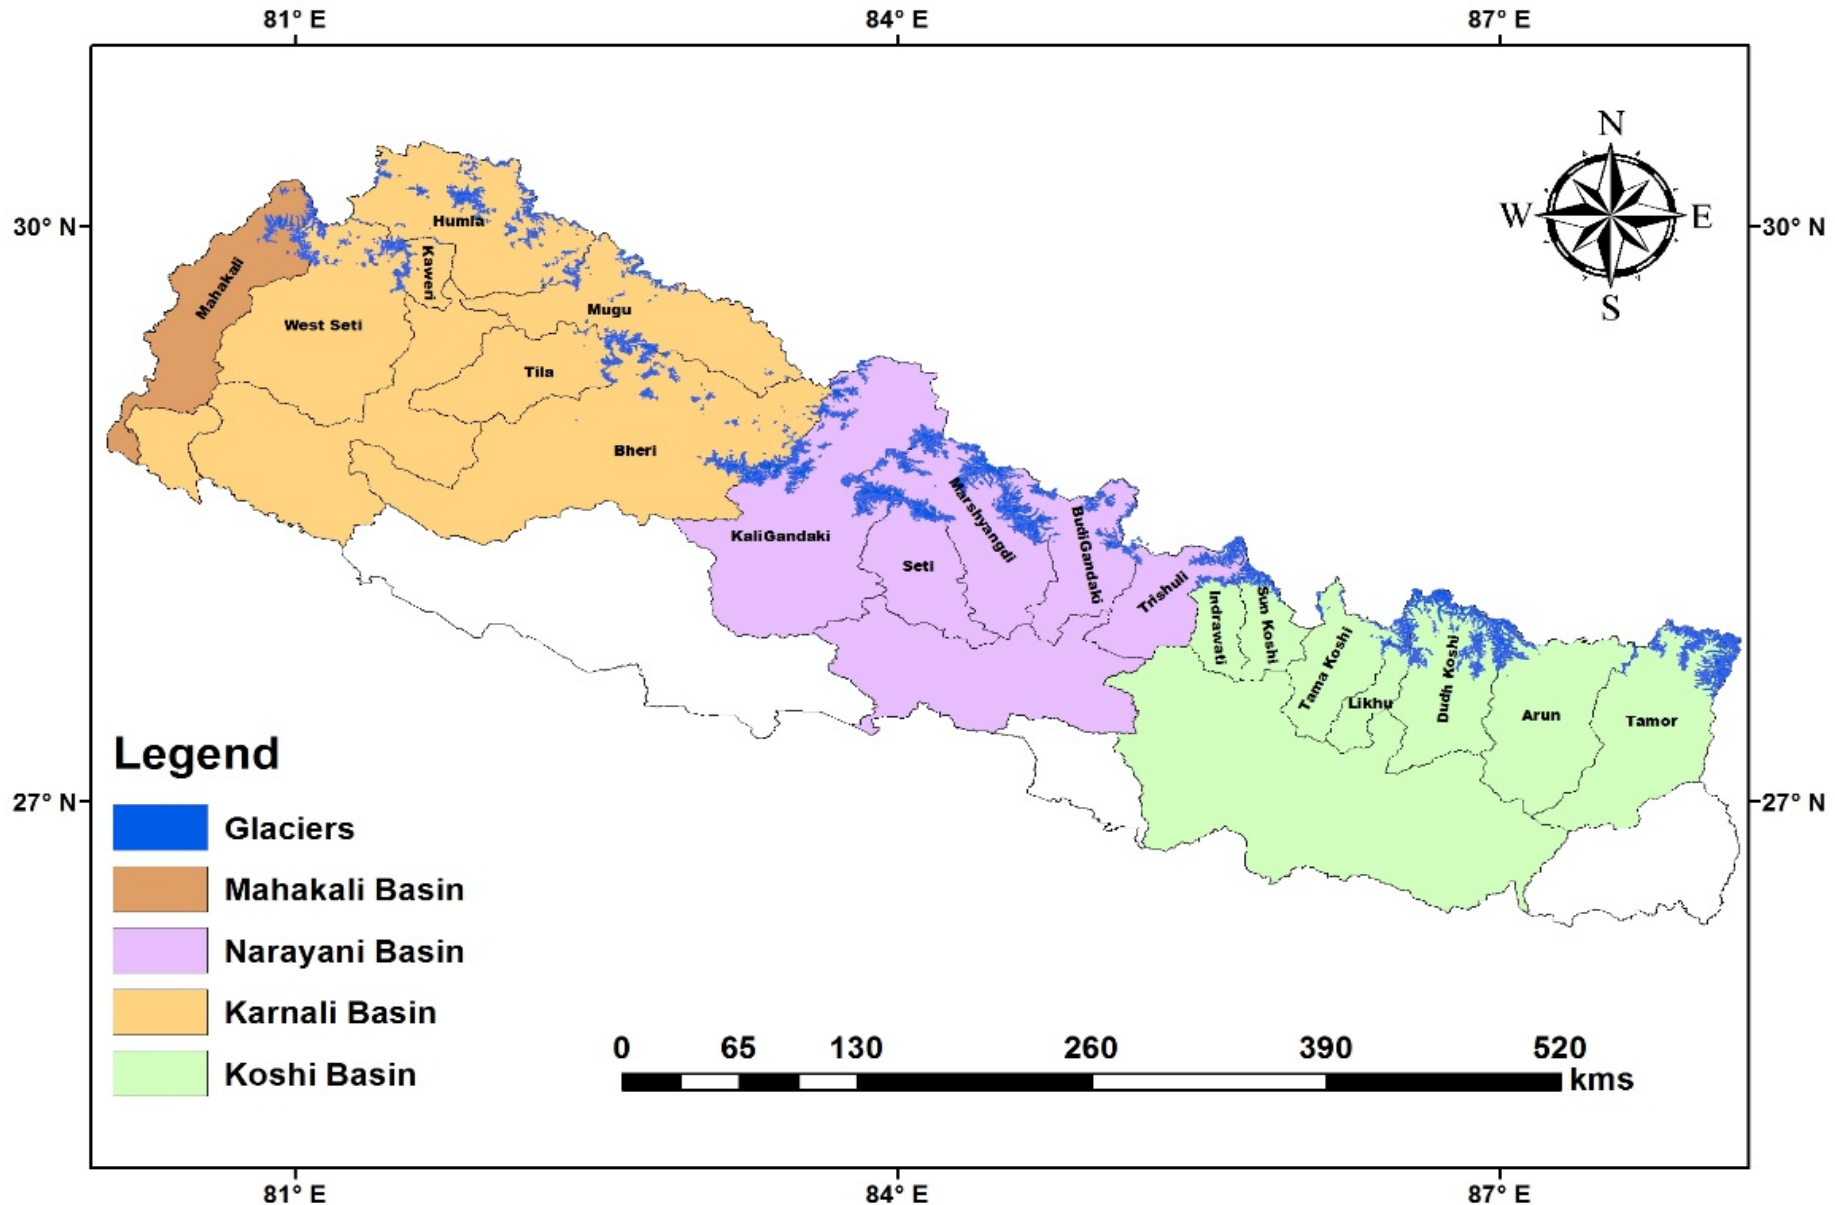 81° E 84° E 87° E
N
W E
S
30° N 30° N
Humla
Kaweri
Mahakali
Mugu
West Seti
Tila
Bheri
Marshyangdi
BudiGandaki
KaliGandaki
Seti
Trishuli
Indrawati
Sun Koshi
Tama Koshi
Likhu
Dudh Koshi
Arun
Tamor
27° N 27° N
Legend
Glaciers
Mahakali Basin
Narayani Basin
Karnali Basin
Koshi Basin
0 65 130 260 390 520
kms
81° E 84° E 87° E